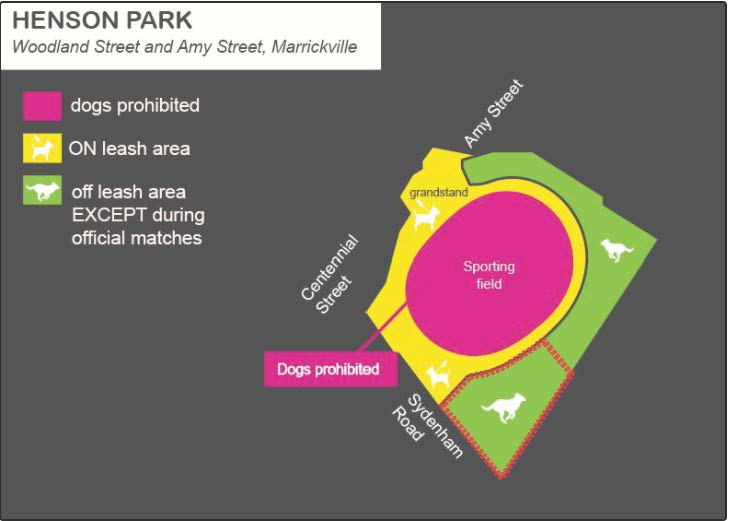 HENSON PARK
Woodland Street and Amy Street, Marrickville
dogs prohibited
ON leash area
off leash area
EXCEPT during
official matches
Amy Street
grandstand
Centennial
Street
Sporting
field
Dogs prohibited
Sydenham
Road